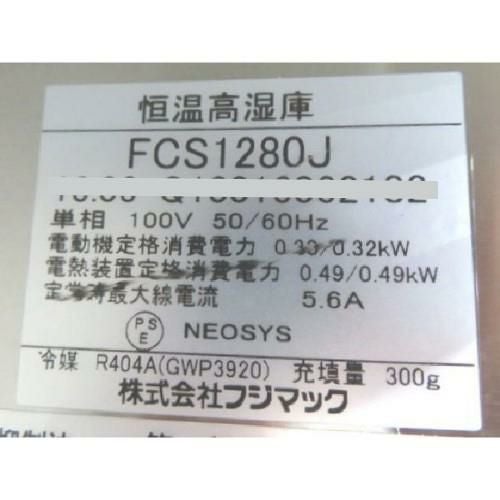 恒温高湿庫
FCS1280J
単相 100V 50/60Hz
電動機定格消費電力 0.33/0.32kW
電熱装置定格消費電力 0.49/0.49kW
定常時最大線電流 5.6A
PS
E NEOSYS
冷媒 R404A(GWP3920) 充填量 300g
株式会社フジマック